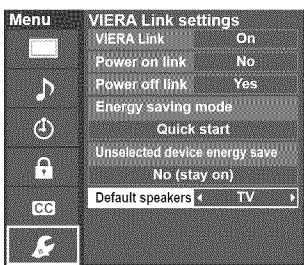 Menu
VIERA Link settings
VIERA Link On
Power on link No
Power off link Yes
Energy saving mode
Quick start
Unselected device energy save
No (stay on)
Default speakers TV
CC